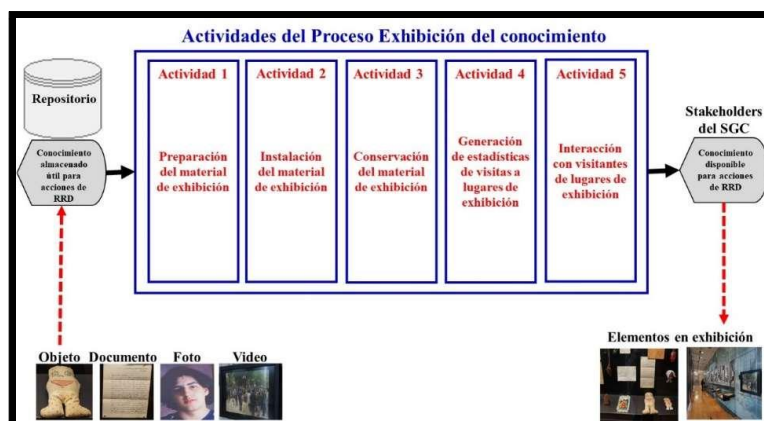 Actividades del Proceso Exhibición del conocimiento
Repositorio
Conocimiento
almacenado
útil para
acciones de
RRD
Actividad 1
Preparación
del material
de exhibición
Actividad 2
Instalación
del material
de exhibición
Actividad 3
Conservación
del material
de exhibición
Actividad 4
Generación
de estadísticas
de visitas a
lugares de
exhibición
Actividad 5
Interacción
con visitantes
de lugares de
exhibición
Stakeholders
del SGC
Conocimiento
disponible
para acciones
de RRD
Objeto Documento Foto Video
Elementos en exhibición